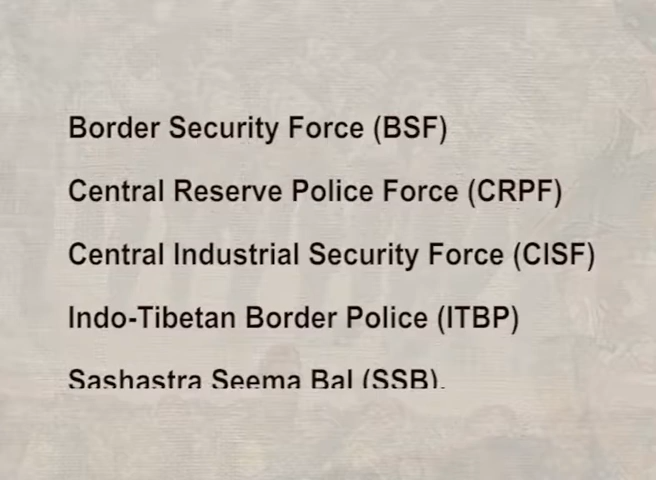 Border Security Force (BSF)
Central Reserve Police Force (CRPF)
Central Industrial Security Force (CISF)
Indo-Tibetan Border Police (ITBP)
Sashastra Seema Bal (SSB).